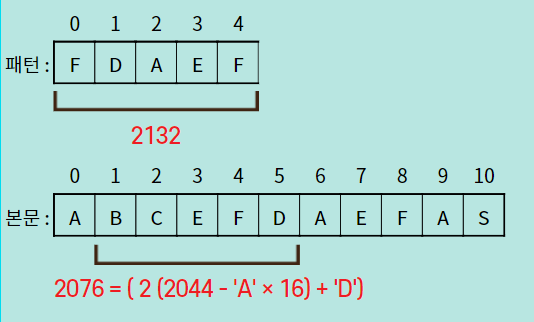 0 1 2 3 4
패턴 : F D A E F
2132
0 1 2 3 4 5 6 7 8 9 10
본문 : A B C E F D A E F A S
2076 = ( 2 (2044 - 'A' × 16) + 'D')